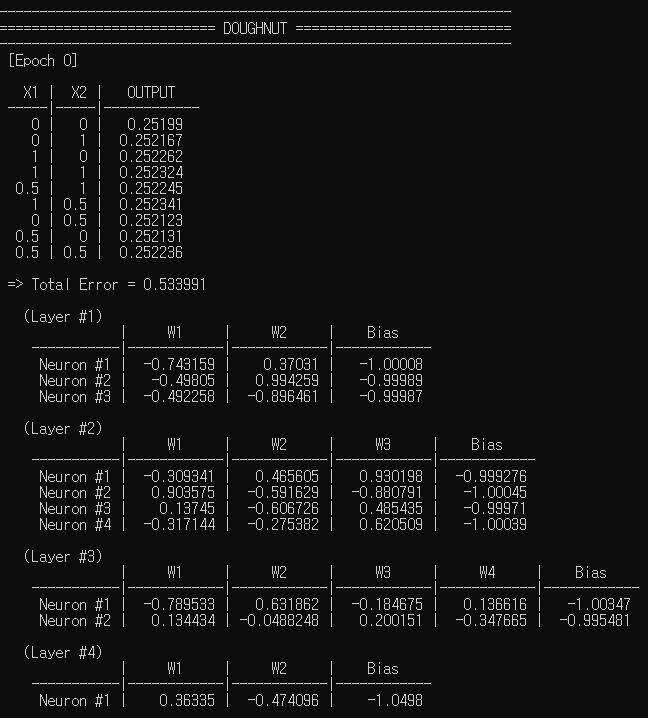 ------------------------------------------------------------------
=========================== DOUGHNUT ===========================
------------------------------------------------------------------
[Epoch 0]
X1 | X2 | OUTPUT
-----|-----|------------
0 | 0 | 0.25199
0 | 1 | 0.252167
1 | 0 | 0.252262
1 | 1 | 0.252324
0.5 | 1 | 0.252245
1 | 0.5 | 0.252341
0 | 0.5 | 0.252123
0.5 | 0 | 0.252131
0.5 | 0.5 | 0.252236
=> Total Error = 0.533991
(Layer #1)
| W1 | W2 | Bias
-----------|------------|------------|------------
Neuron #1 | -0.743159 | 0.37031 | -1.00008
Neuron #2 | -0.49805 | 0.994259 | -0.99989
Neuron #3 | -0.492258 | -0.896461 | -0.99987
(Layer #2)
| W1 | W2 | W3 | Bias
-----------|------------|------------|------------|------------
Neuron #1 | -0.309341 | 0.465605 | 0.930198 | -0.999276
Neuron #2 | 0.903575 | -0.591629 | -0.880791 | -1.00045
Neuron #3 | 0.13745 | -0.606726 | 0.485435 | -0.99971
Neuron #4 | -0.317144 | -0.275382 | 0.620509 | -1.00039
(Layer #3)
| W1 | W2 | W3 | W4 | Bias
-----------|------------|------------|------------|------------|------------
Neuron #1 | -0.789533 | 0.631862 | -0.184675 | 0.136616 | -1.00347
Neuron #2 | 0.134434 | -0.0488248 | 0.200151 | -0.347665 | -0.995481
(Layer #4)
| W1 | W2 | Bias
-----------|------------|------------|------------
Neuron #1 | 0.36335 | -0.474096 | -1.0498